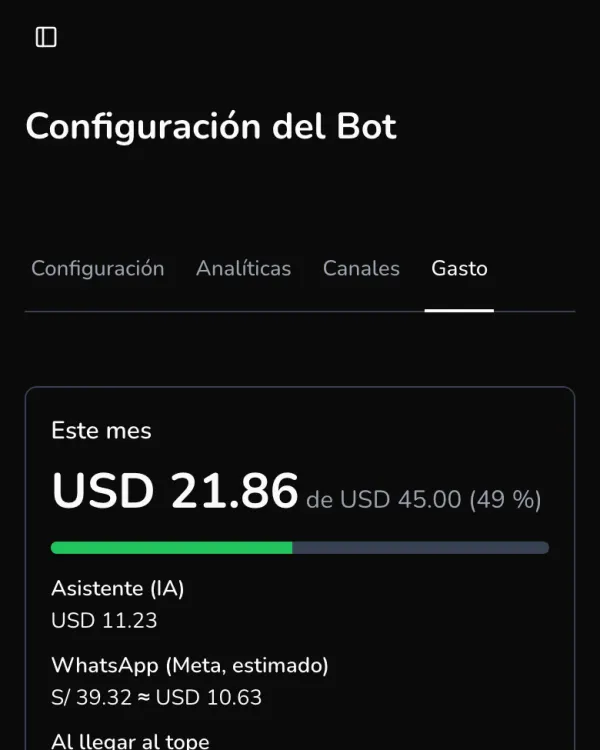 Configuración del Bot
Configuración Analíticas Canales Gasto
Este mes
USD 21.86 de USD 45.00 (49 %)
Asistente (IA)
USD 11.23
WhatsApp (Meta, estimado)
S/ 39.32 ≈ USD 10.63
Al llegar al tope